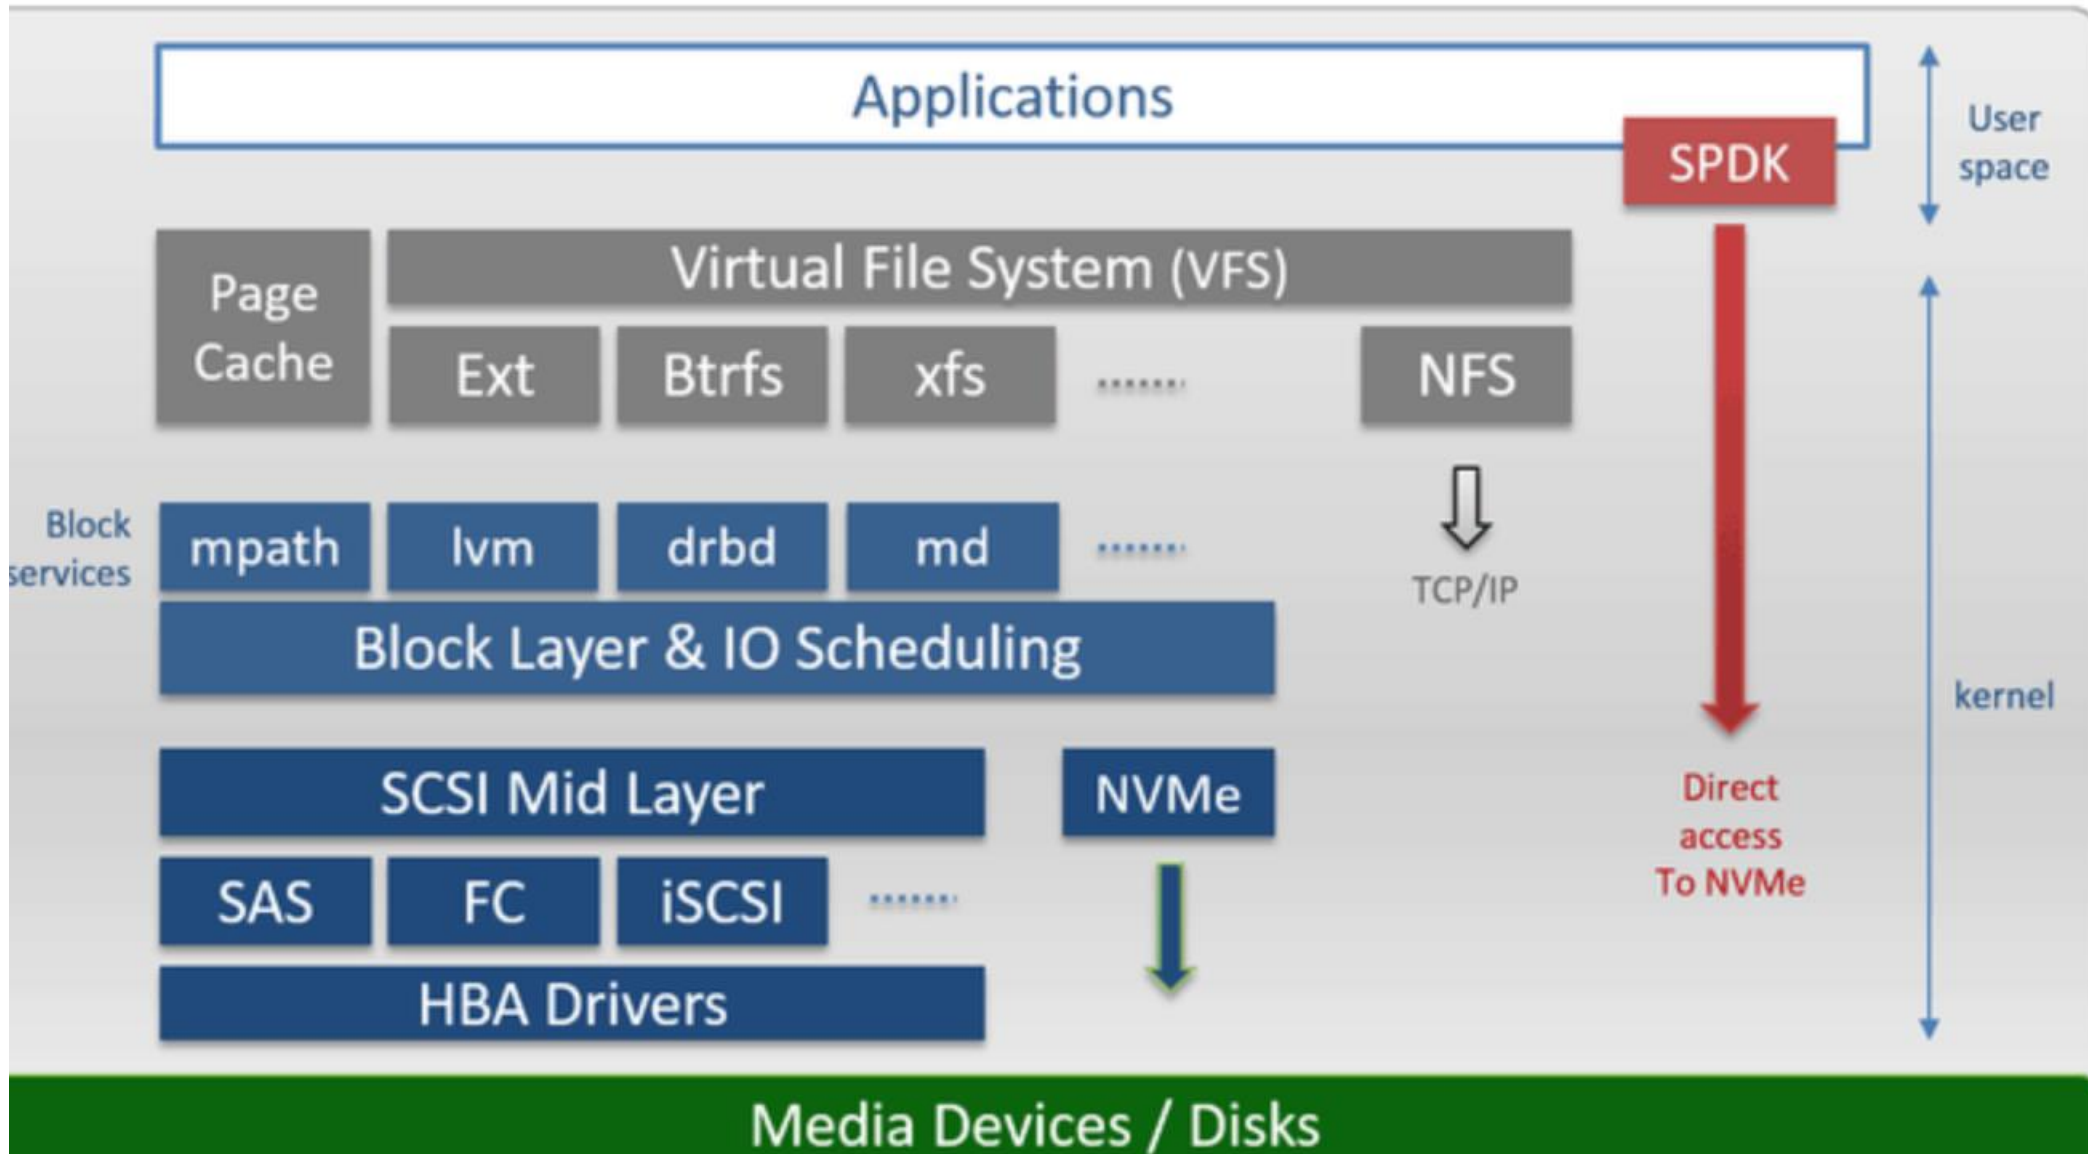 Applications
User
space
SPDK
Page
Cache
Virtual File System (VFS)
Ext
Btrfs
xfs
NFS
Block
services
mpath
lvm
drbd
md
TCP/IP
Block Layer & IO Scheduling
kernel
SCSI Mid Layer
NVMe
Direct
access
To NVMe
SAS
FC
iSCSI
HBA Drivers
Media Devices / Disks